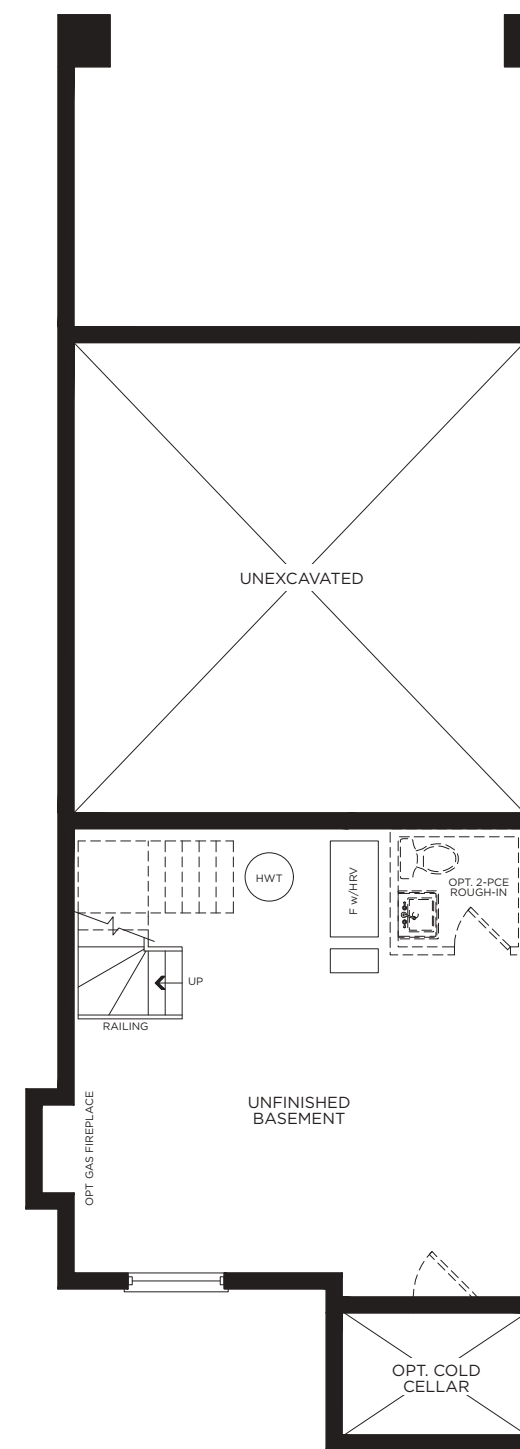 UNEXCAVATED
HWT
F w/HRV
OPT. 2-PCE
ROUGH-IN
UP
RAILING
OPT GAS FIREPLACE
UNFINISHED
BASEMENT
OPT. COLD
CELLAR